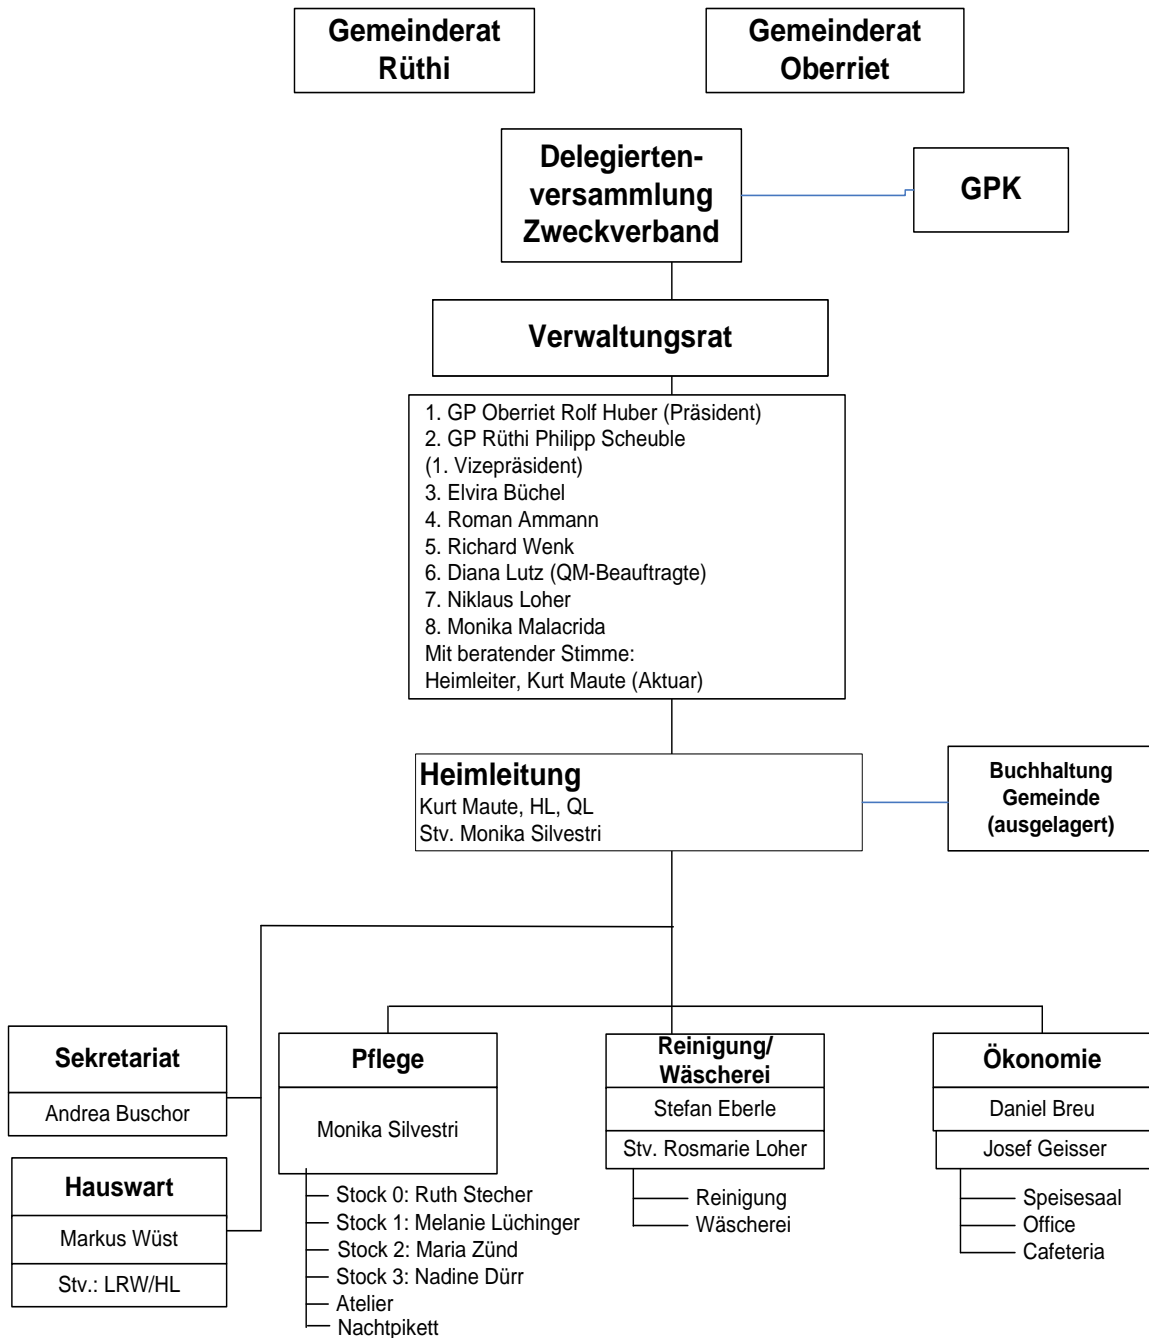 Gemeinderat
Rüthi
Gemeinderat
Oberriet
Delegierten-
versammlung
Zweckverband
GPK
Verwaltungsrat
1. GP Oberriet Rolf Huber (Präsident)
2. GP Rüthi Philipp Scheuble
(1. Vizepräsident)
3. Elvira Büchel
4. Roman Ammann
5. Richard Wenk
6. Diana Lutz (QM-Beauftragte)
7. Niklaus Loher
8. Monika Malacrida
Mit beratender Stimme:
Heimleiter, Kurt Maute (Aktuar)
Heimleitung
Kurt Maute, HL, QL
Stv. Monika Silvestri
Buchhaltung
Gemeinde
(ausgelagert)
Sekretariat
Andrea Buschor
Hauswart
Markus Wüst
Stv.: LRW/HL
Pflege
Monika Silvestri
Stock 0: Ruth Stecher
Stock 1: Melanie Lüchinger
Stock 2: Maria Zünd
Stock 3: Nadine Dürr
Atelier
Nachtpikett
Reinigung/
Wäscherei
Stefan Eberle
Stv. Rosmarie Loher
Reinigung
Wäscherei
Ökonomie
Daniel Breu
Josef Geisser
Speisesaal
Office
Cafeteria